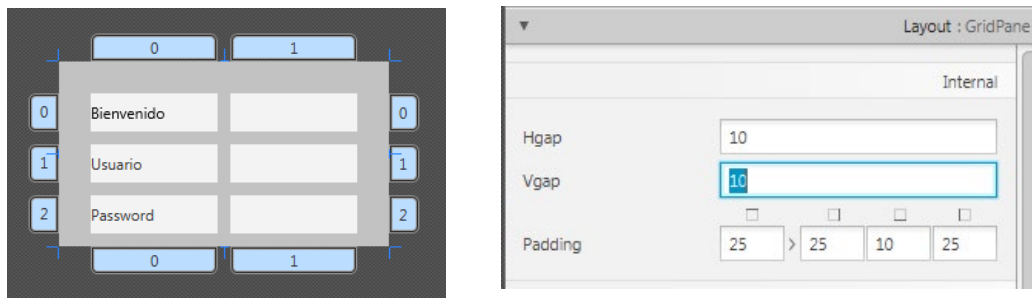 0 1
0 Bienvenido 0
1 Usuario 1
2 Password 2
0 1
Layout : GridPane
Internal
Hgap 10
Vgap 10
Padding 25 > 25 10 25